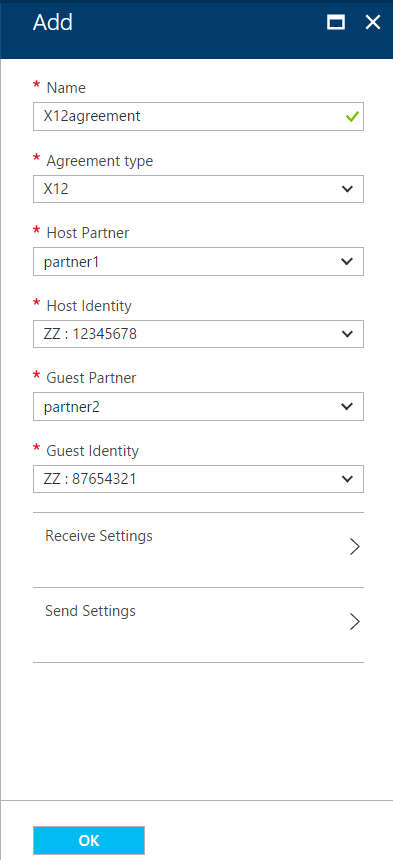 Add
* Name
X12agreement
* Agreement type
X12
* Host Partner
partner1
* Host Identity
ZZ : 12345678
* Guest Partner
partner2
* Guest Identity
ZZ : 87654321
Receive Settings
Send Settings
OK